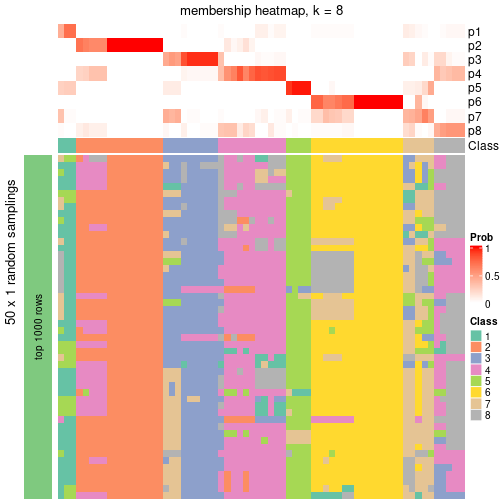 membership heatmap, k = 8
p1
p2
p3
p4
p5
p6
p7
p8
Class
50 x 1 random samplings
top 1000 rows
Prob
1
0.5
0
Class
1
2
3
4
5
6
7
8